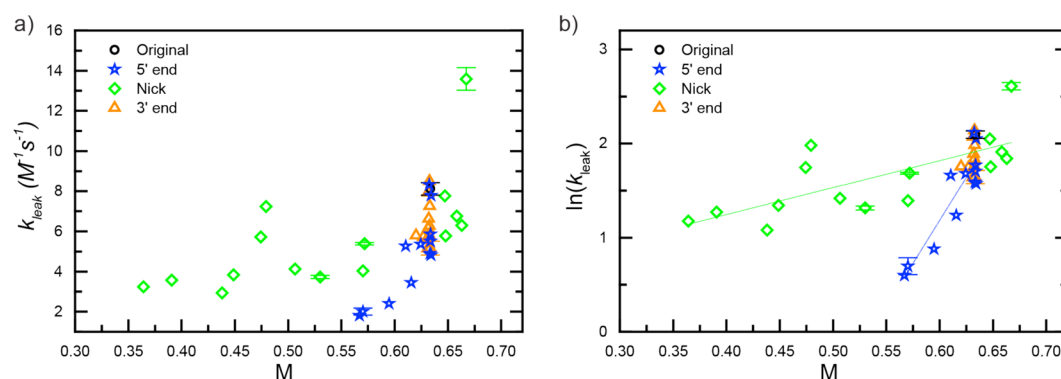 a)
k_leak (M⁻¹s⁻¹)
16
14
12
10
8
6
4
2
Original
5' end
Nick
3' end
0.30 0.35 0.40 0.45 0.50 0.55 0.60 0.65 0.70
M
b)
ln(k_leak)
3
2
1
0
Original
5' end
Nick
3' end
0.30 0.35 0.40 0.45 0.50 0.55 0.60 0.65 0.70
M